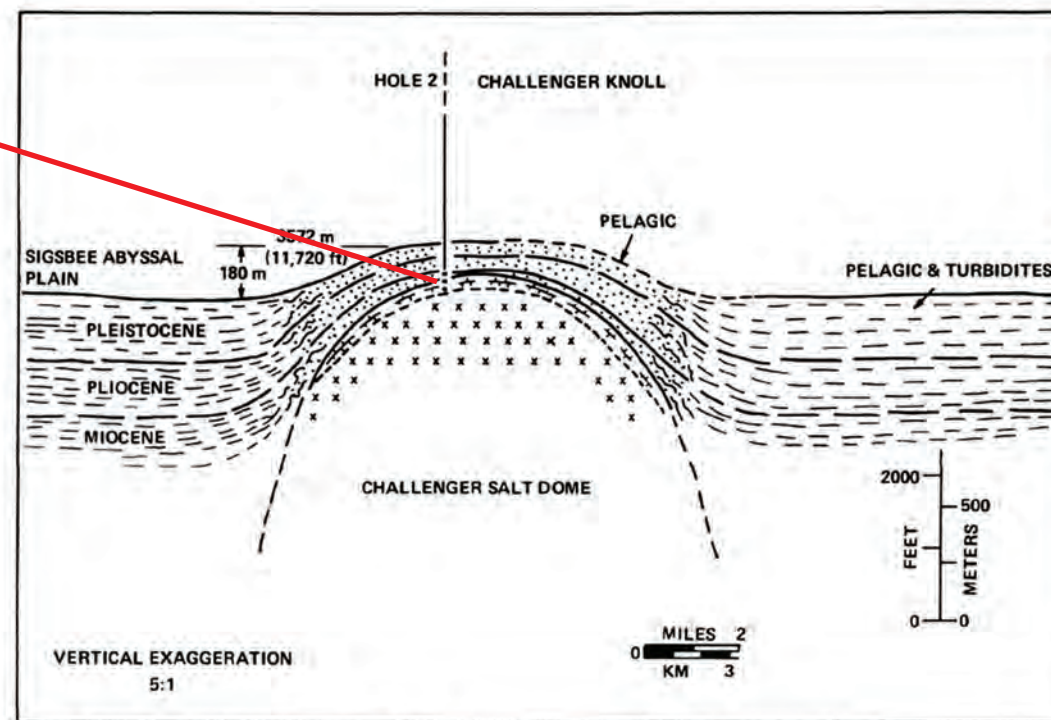 HOLE 2
CHALLENGER KNOLL
PELAGIC
3572 m
(11,720 ft)
SIGSBEE ABYSSAL
PLAIN
180 m
PELAGIC & TURBIDITES
PLEISTOCENE
PLIOCENE
MIOCENE
CHALLENGER SALT DOME
2000
500
FEET
METERS
0
0
MILES 2
0
KM 3
VERTICAL EXAGGERATION
5:1